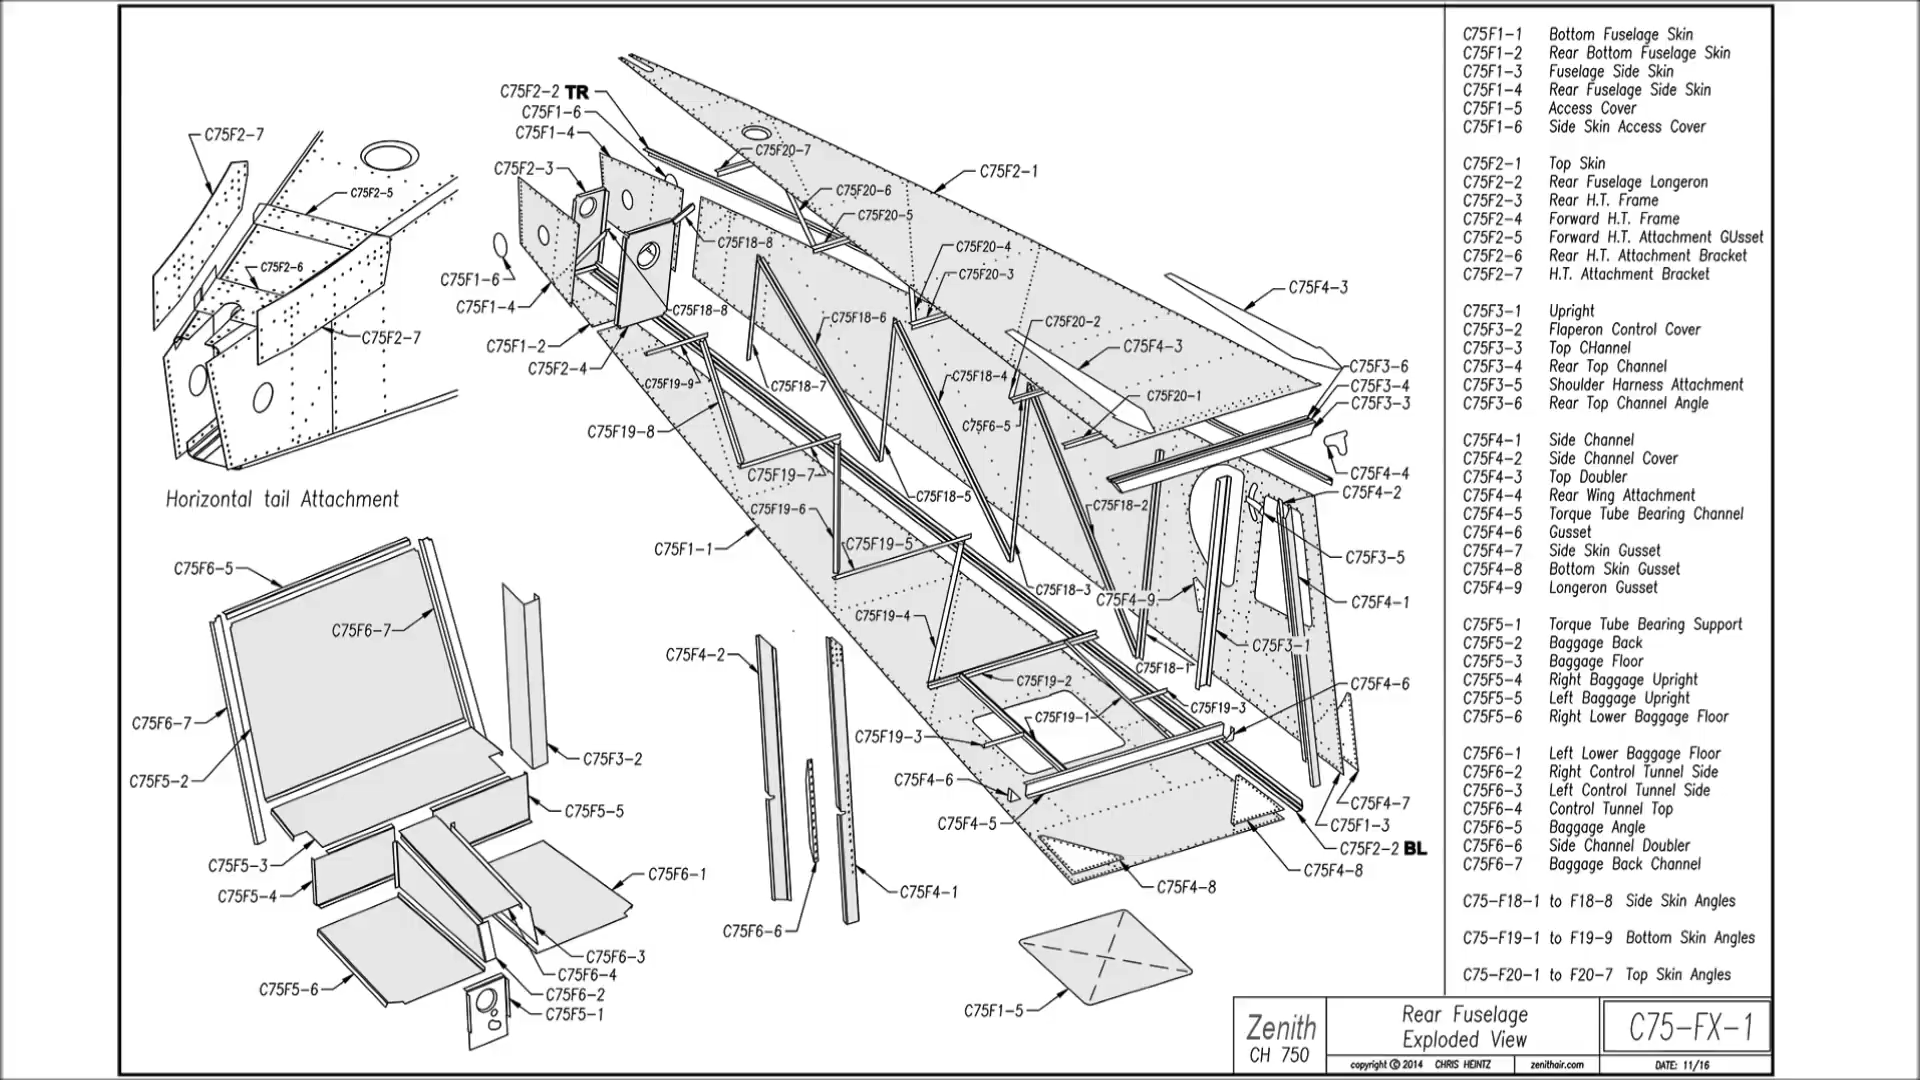 C75F2-7
C75F2-5
C75F2-6
C75F2-7
Horizontal tail Attachment
C75F2-2 TR
C75F1-6
C75F1-4
C75F2-3
C75F1-6
C75F1-4
C75F1-2
C75F2-4
C75F20-7
C75F20-6
C75F20-5
C75F2-1
C75F18-8
C75F20-4
C75F20-3
C75F18-8
C75F18-6
C75F20-2
C75F4-3
C75F4-3
C75F19-9
C75F18-7
C75F18-4
C75F20-1
C75F3-6
C75F3-4
C75F3-3
C75F19-8
C75F6-5
C75F19-7
C75F18-5
C75F18-2
C75F4-4
C75F4-2
C75F19-6
C75F1-1
C75F19-5
C75F3-5
C75F18-3
C75F4-9
C75F4-1
C75F19-4
C75F3-1
C75F18-1
C75F19-2
C75F4-6
C75F19-1
C75F19-3
C75F19-3
C75F4-6
C75F4-5
C75F4-7
C75F1-3
C75F2-2 BL
C75F4-8
C75F4-8
C75F6-5
C75F6-7
C75F6-7
C75F5-2
C75F3-2
C75F5-5
C75F5-3
C75F5-4
C75F6-1
C75F6-3
C75F6-4
C75F6-2
C75F5-1
C75F5-6
C75F4-2
C75F4-1
C75F6-6
C75F1-5
C75F1-1 Bottom Fuselage Skin
C75F1-2 Rear Bottom Fuselage Skin
C75F1-3 Fuselage Side Skin
C75F1-4 Rear Fuselage Side Skin
C75F1-5 Access Cover
C75F1-6 Side Skin Access Cover
C75F2-1 Top Skin
C75F2-2 Rear Fuselage Longeron
C75F2-3 Rear H.T. Frame
C75F2-4 Forward H.T. Frame
C75F2-5 Forward H.T. Attachment GUsset
C75F2-6 Rear H.T. Attachment Bracket
C75F2-7 H.T. Attachment Bracket
C75F3-1 Upright
C75F3-2 Flaperon Control Cover
C75F3-3 Top CHannel
C75F3-4 Rear Top Channel
C75F3-5 Shoulder Harness Attachment
C75F3-6 Rear Top Channel Angle
C75F4-1 Side Channel
C75F4-2 Side Channel Cover
C75F4-3 Top Doubler
C75F4-4 Rear Wing Attachment
C75F4-5 Torque Tube Bearing Channel
C75F4-6 Gusset
C75F4-7 Side Skin Gusset
C75F4-8 Bottom Skin Gusset
C75F4-9 Longeron Gusset
C75F5-1 Torque Tube Bearing Support
C75F5-2 Baggage Back
C75F5-3 Baggage Floor
C75F5-4 Right Baggage Upright
C75F5-5 Left Baggage Upright
C75F5-6 Right Lower Baggage Floor
C75F6-1 Left Lower Baggage Floor
C75F6-2 Right Control Tunnel Side
C75F6-3 Left Control Tunnel Side
C75F6-4 Control Tunnel Top
C75F6-5 Baggage Angle
C75F6-6 Side Channel Doubler
C75F6-7 Baggage Back Channel
C75-F18-1 to F18-8 Side Skin Angles
C75-F19-1 to F19-9 Bottom Skin Angles
C75-F20-1 to F20-7 Top Skin Angles
Zenith
CH 750
Rear Fuselage
Exploded View
C75-FX-1
copyright © 2014 CHRIS HEINTZ
zenithair.com
DATE: 11/16